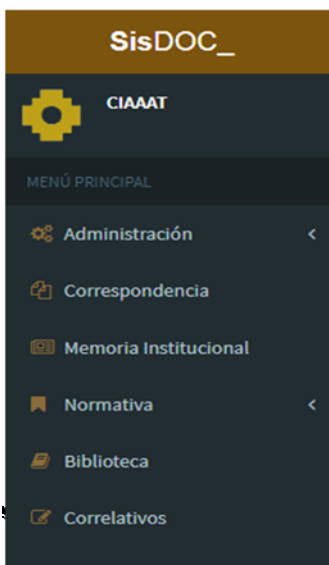 SisDOC_
CIAAAT
MENÚ PRINCIPAL
Administración
Correspondencia
Memoria Institucional
Normativa
Biblioteca
Correlativos